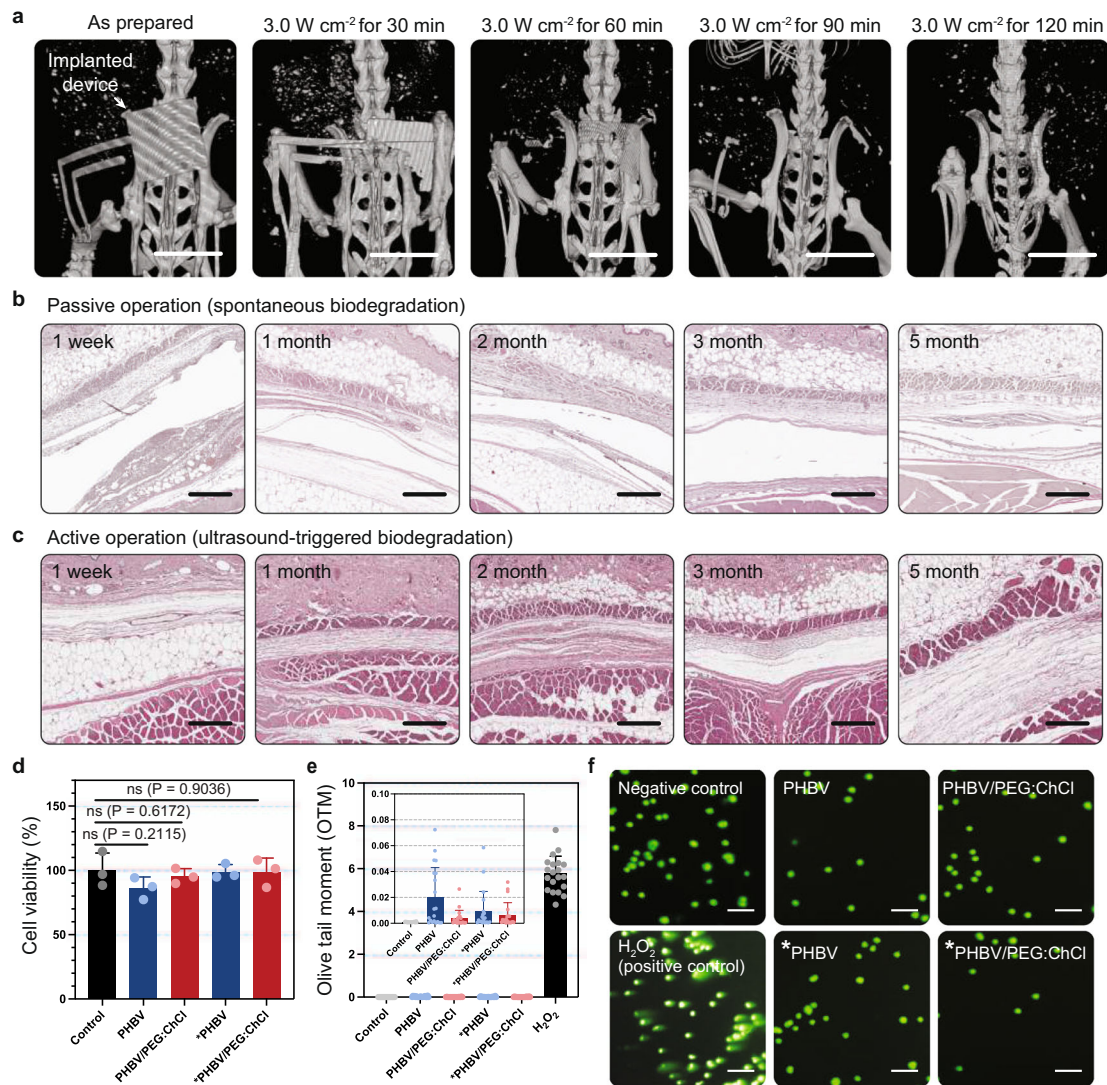 a
As prepared
3.0 W cm⁻² for 30 min
3.0 W cm⁻² for 60 min
3.0 W cm⁻² for 90 min
3.0 W cm⁻² for 120 min
Implanted
device
b
Passive operation (spontaneous biodegradation)
1 week
1 month
2 month
3 month
5 month
c
Active operation (ultrasound-triggered biodegradation)
1 week
1 month
2 month
3 month
5 month
d
Cell viability (%)
150
100
50
0
ns (P = 0.9036)
ns (P = 0.6172)
ns (P = 0.2115)
Control
PHBV
PHBV/PEG:ChCl
*PHBV
*PHBV/PEG:ChCl
e
Olive tail moment (OTM)
10
8
6
4
2
0
0.10
0.08
0.06
0.04
0.02
0.00
Control
PHBV
PHBV/PEG:ChCl
*PHBV
*PHBV/PEG:ChCl
Control
PHBV
PHBV/PEG:ChCl
*PHBV
*PHBV/PEG:ChCl
H₂O₂
f
Negative control
PHBV
PHBV/PEG:ChCl
H₂O₂
(positive control)
*PHBV
*PHBV/PEG:ChCl